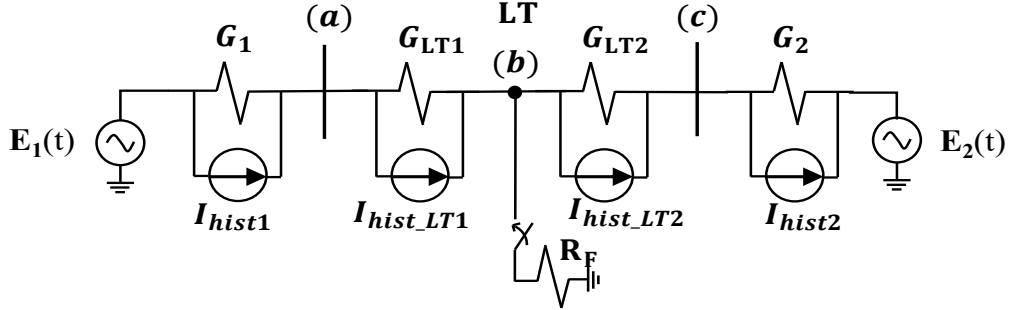 LT
(a)
(c)
G1
GLT1
(b)
GLT2
G2
E1(t)
E2(t)
Ihist1
Ihist_LT1
Ihist_LT2
Ihist2
RF